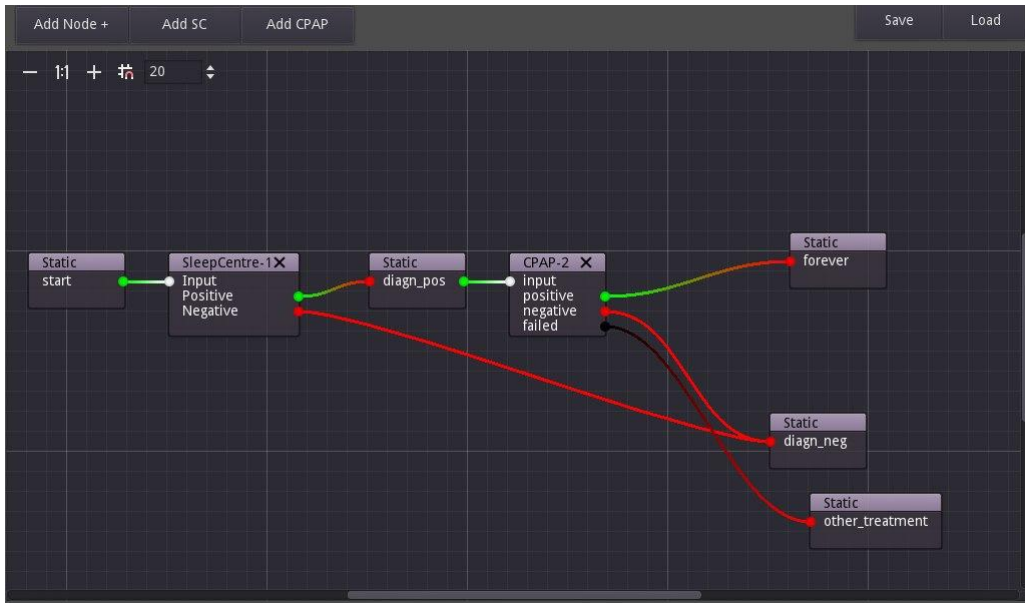 Add Node +
Add SC
Add CPAP
Save
Load
1:1
20
Static
start
SleepCentre-1
Input
Positive
Negative
Static
diagn_pos
CPAP-2
input
positive
negative
failed
Static
forever
Static
diagn_neg
Static
other_treatment